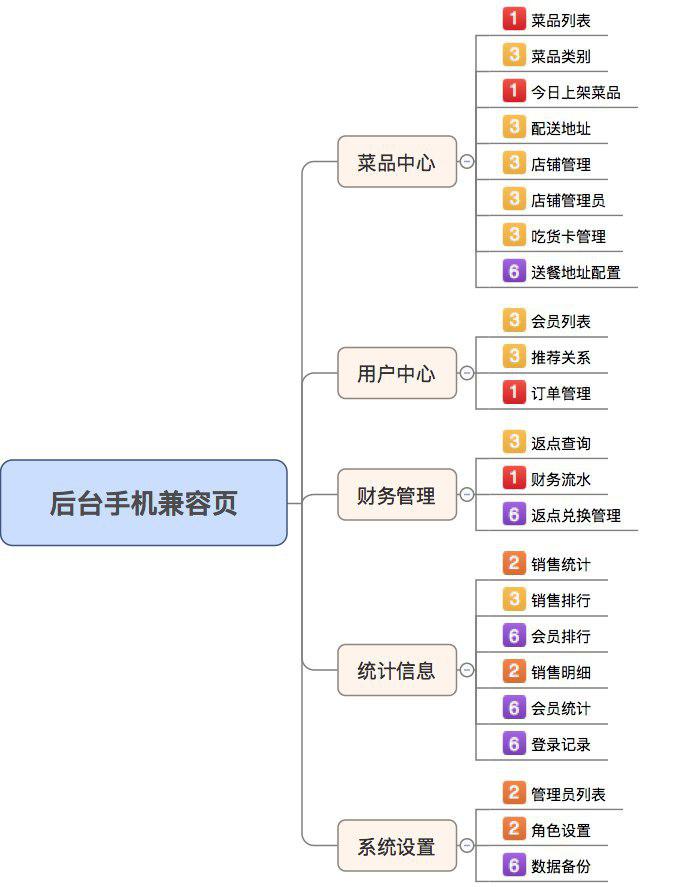 后台手机兼容页
菜品中心
1 菜品列表
3 菜品类别
1 今日上架菜品
3 配送地址
3 店铺管理
3 店铺管理员
3 吃货卡管理
6 送餐地址配置
用户中心
3 会员列表
3 推荐关系
1 订单管理
财务管理
3 返点查询
1 财务流水
6 返点兑换管理
统计信息
2 销售统计
3 销售排行
6 会员排行
2 销售明细
6 会员统计
6 登录记录
系统设置
2 管理员列表
2 角色设置
6 数据备份